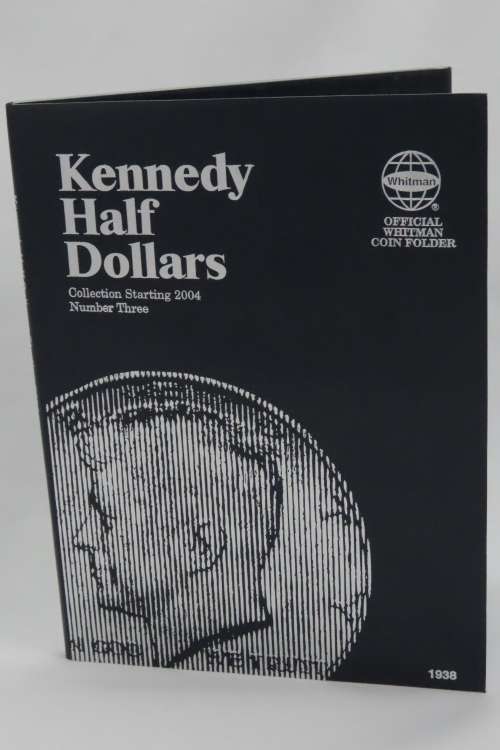 Kennedy
Half
Dollars
Collection Starting 2004
Number Three
Whitman
®
OFFICIAL
WHITMAN
COIN FOLDER
1938